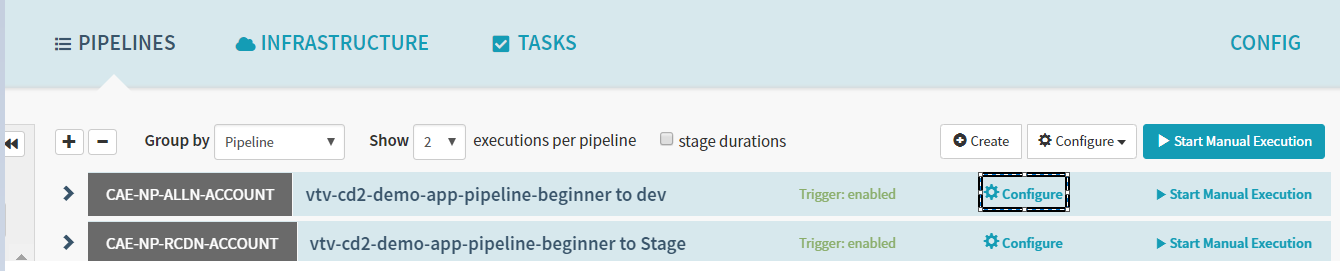 PIPELINES INFRASTRUCTURE TASKS CONFIG
Group by Pipeline Show 2 executions per pipeline stage durations Create Configure Start Manual Execution
CAE-NP-ALLN-ACCOUNT vtv-cd2-demo-app-pipeline-beginner to dev Trigger: enabled Configure Start Manual Execution
CAE-NP-RCDN-ACCOUNT vtv-cd2-demo-app-pipeline-beginner to Stage Trigger: enabled Configure Start Manual Execution